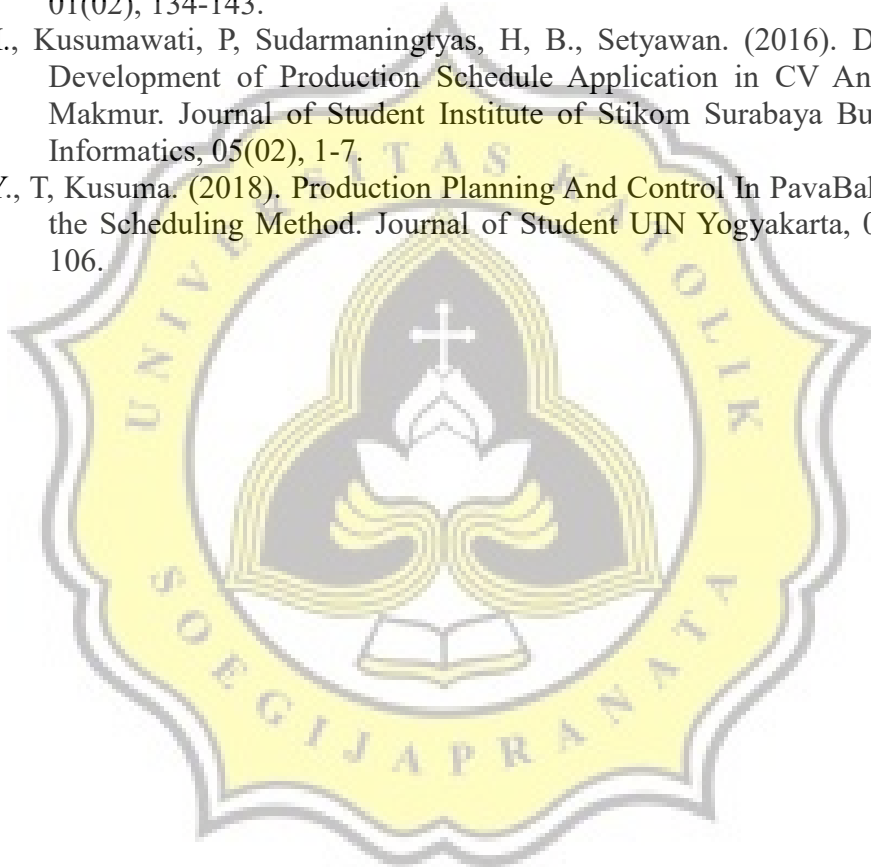 01(02), 134-143.
I., Kusumawati, P, Sudarmaningtyas, H, B., Setyawan. (2016). D
Development of Production Schedule Application in CV An
Makmur. Journal of Student Institute of Stikom Surabaya Bu
Informatics, 05(02), 1-7.
Y., T, Kusuma. (2018). Production Planning And Control In PavaBal
the Scheduling Method. Journal of Student UIN Yogyakarta, 0
106.
UNIVERSITAS KATOLIK
SOEGIJAPRANATA